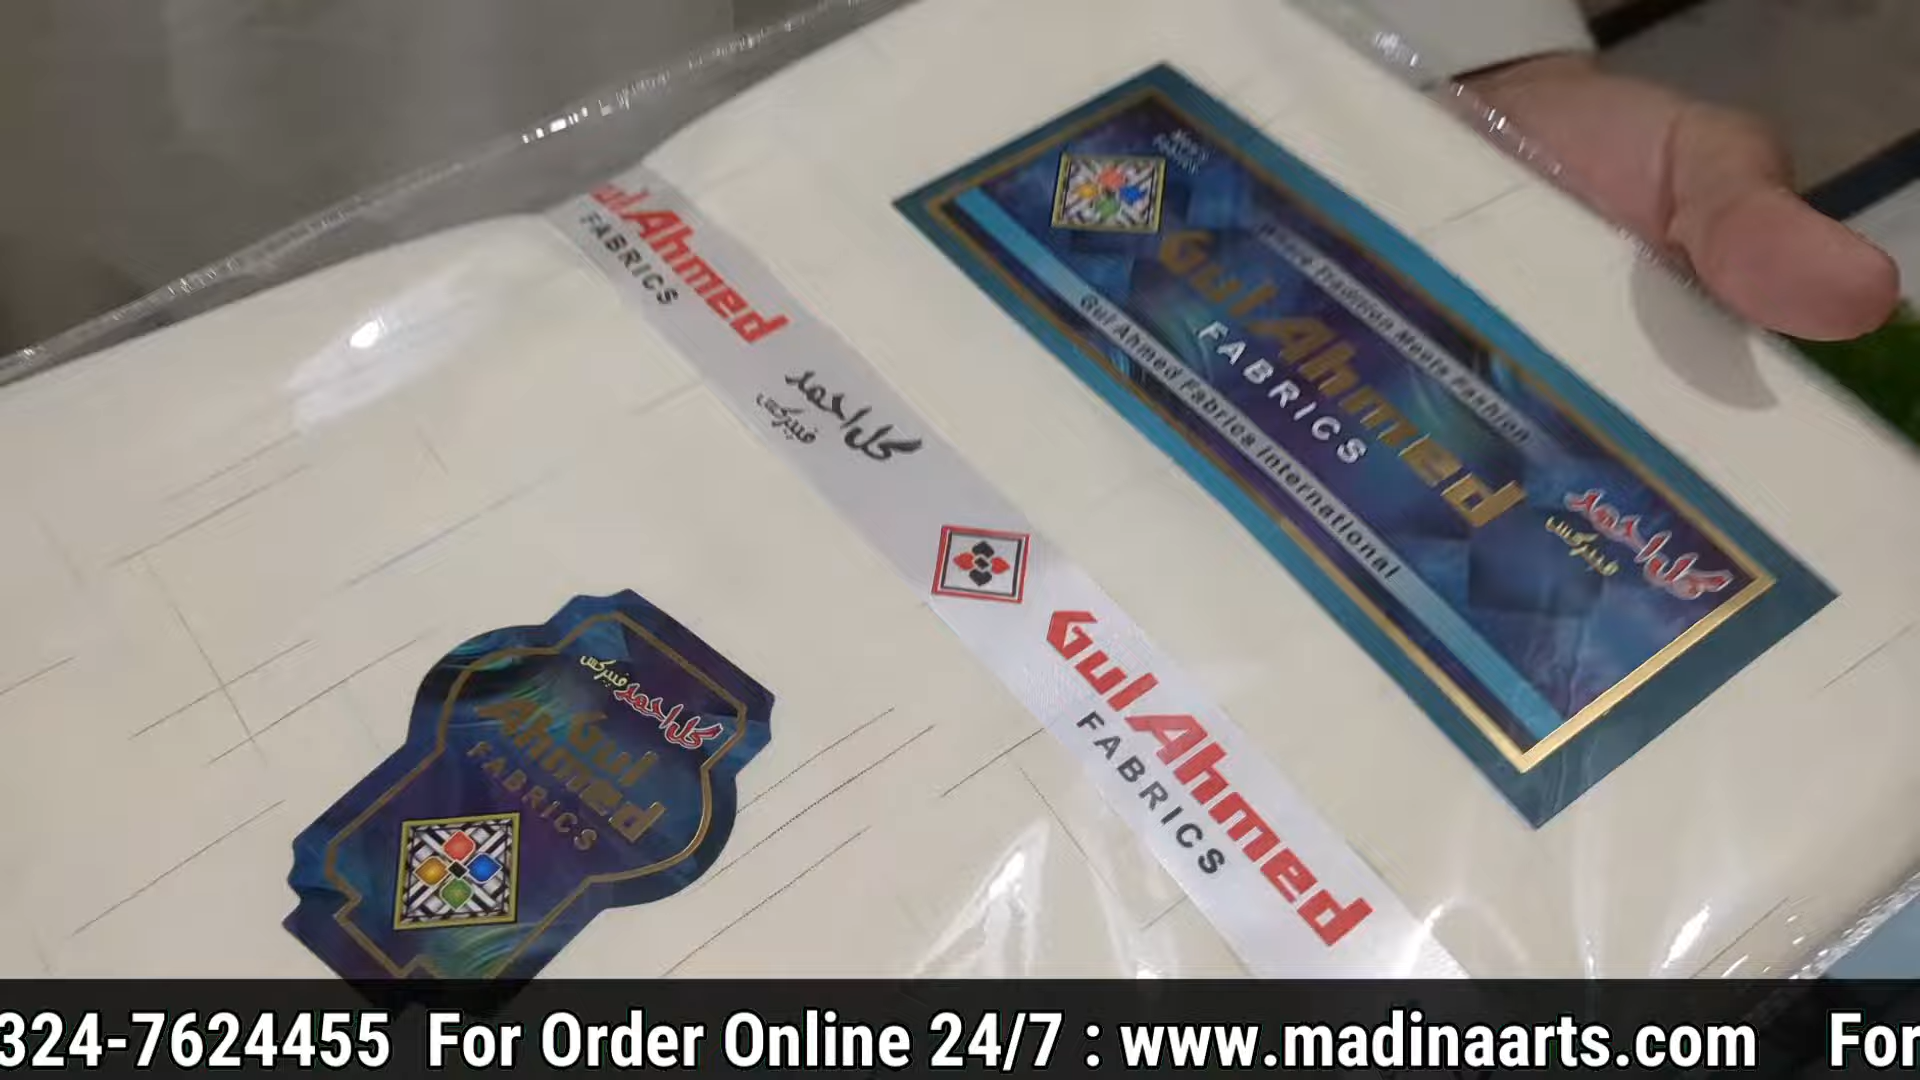 ul Ahmed
FABRICS
گل احمد
فیبرکس
Gul Ahmed
FABRICS
Where Tradition Meets Fashion
Gul Ahmed
FABRICS
Gul Ahmed Fabrics International
گل احمد
فیبرکس
گل احمد فیبرکس
Gul
Ahmed
FABRICS
324-7624455 For Order Online 24/7 : www.madinaarts.com For